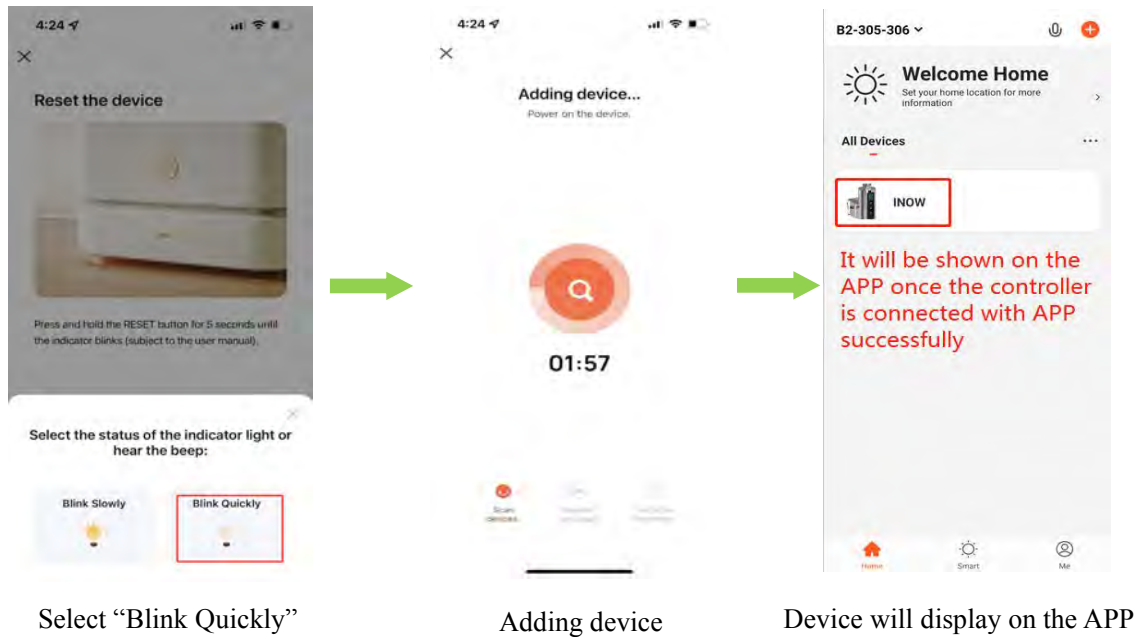 4:24
Reset the device
Press and hold the RESET button for 5 seconds until
the indicator blinks (subject to the user manual).
Select the status of the indicator light or
hear the beep:
Blink Slowly
Blink Quickly
Select “Blink Quickly”
4:24
Adding device...
Power on the device.
01:57
Scan
devices.
Adding device
B2-305-306
Welcome Home
Set your home location for more
information
All Devices
INOW
It will be shown on the
APP once the controller
is connected with APP
successfully
Home
Smart
Me
Device will display on the APP